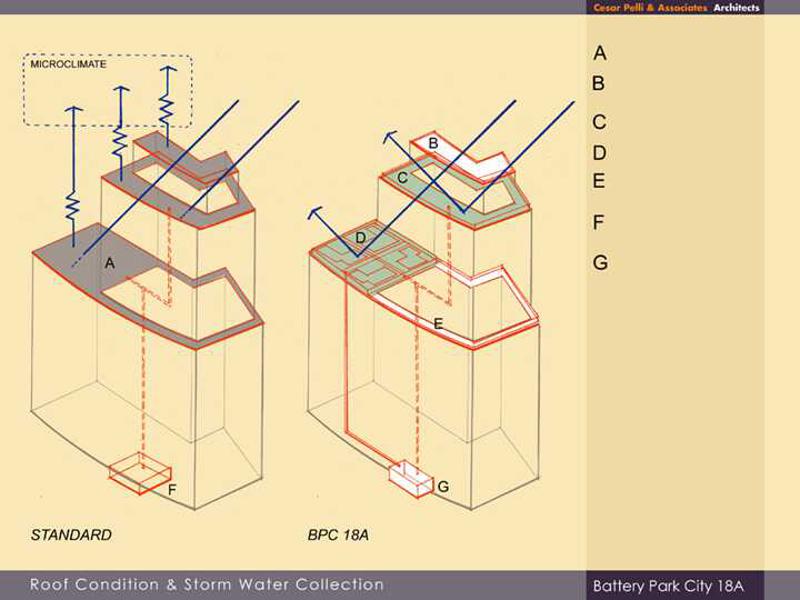 Cesar Pelli & Associates Architects
MICROCLIMATE
A
B
C
D
E
F
G
A
F
B
C
D
E
G
STANDARD
BPC 18A
Roof Condition & Storm Water Collection
Battery Park City 18A